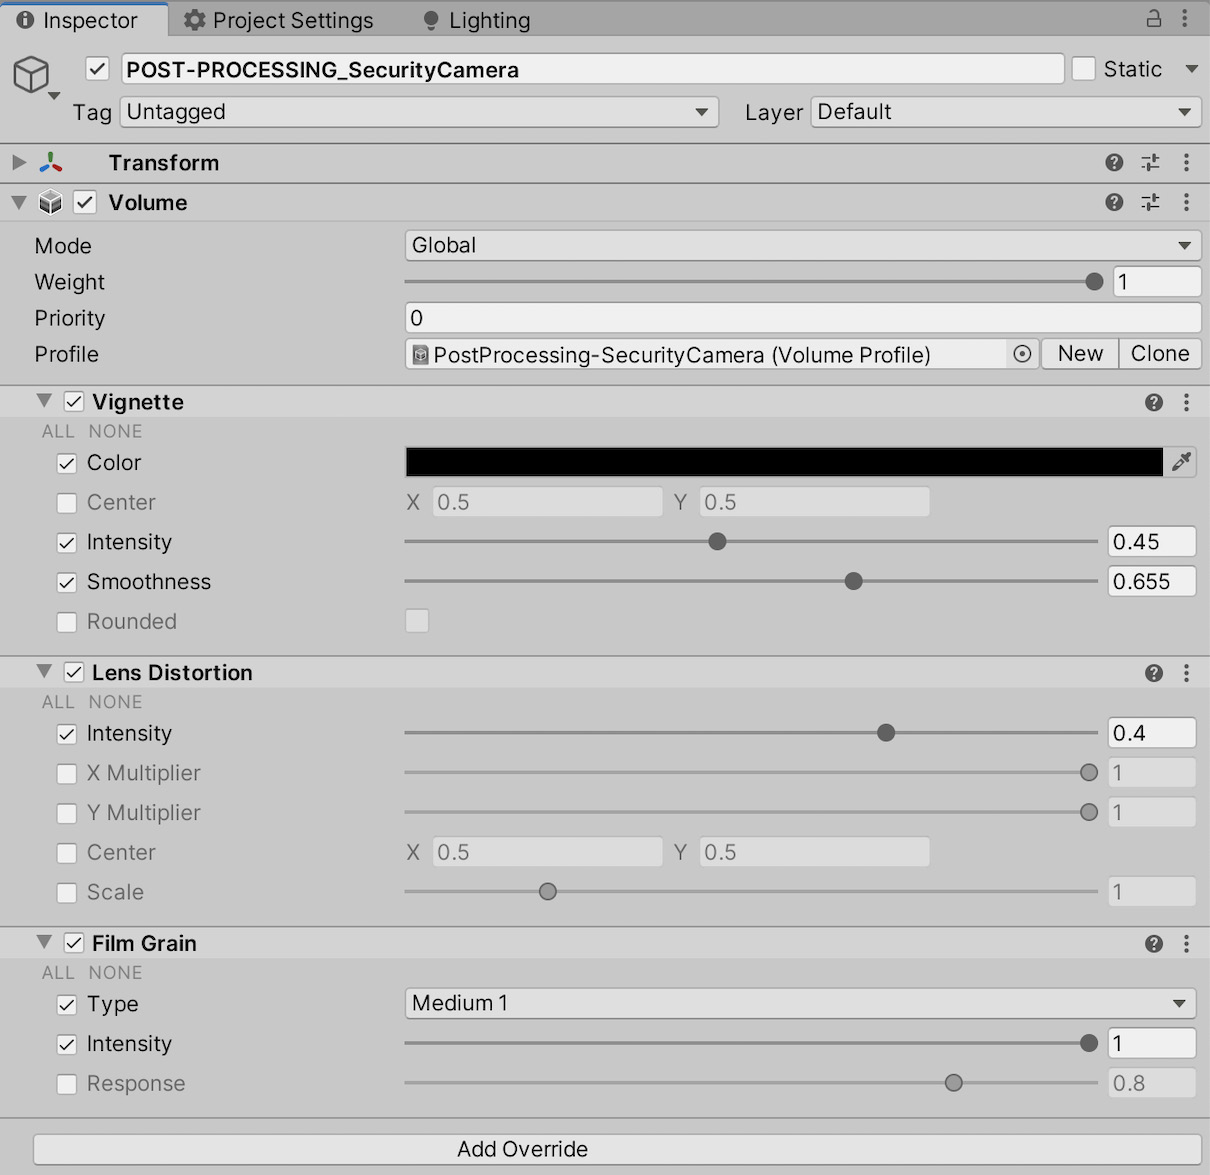 Inspector Project Settings Lighting
POST-PROCESSING_SecurityCamera Static
Tag Untagged Layer Default
Transform
Volume
Mode Global
Weight 1
Priority 0
Profile PostProcessing-SecurityCamera (Volume Profile) New Clone
Vignette
ALL NONE
Color
Center X 0.5 Y 0.5
Intensity 0.45
Smoothness 0.655
Rounded
Lens Distortion
ALL NONE
Intensity 0.4
X Multiplier 1
Y Multiplier 1
Center X 0.5 Y 0.5
Scale 1
Film Grain
ALL NONE
Type Medium 1
Intensity 1
Response 0.8
Add Override